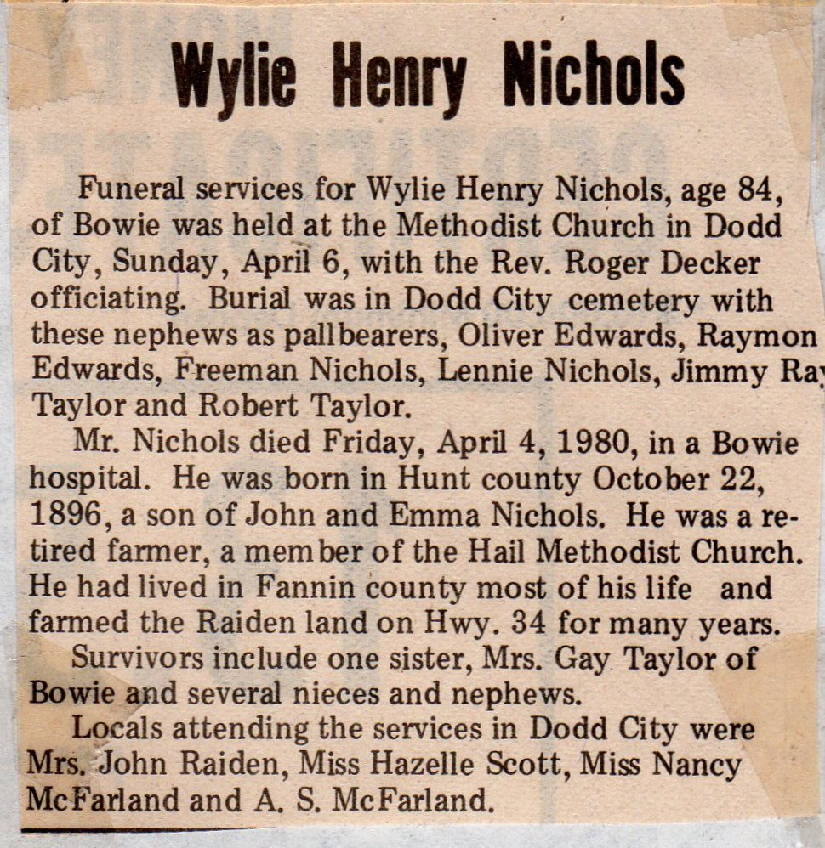 Wylie Henry Nichols
Funeral services for Wylie Henry Nichols, age 84,
of Bowie was held at the Methodist Church in Dodd
City, Sunday, April 6, with the Rev. Roger Decker
officiating. Burial was in Dodd City cemetery with
these nephews as pallbearers, Oliver Edwards, Raymon
Edwards, Freeman Nichols, Lennie Nichols, Jimmy Ray
Taylor and Robert Taylor.
Mr. Nichols died Friday, April 4, 1980, in a Bowie
hospital. He was born in Hunt county October 22,
1896, a son of John and Emma Nichols. He was a re-
tired farmer, a member of the Hail Methodist Church.
He had lived in Fannin county most of his life and
farmed the Raiden land on Hwy. 34 for many years.
Survivors include one sister, Mrs. Gay Taylor of
Bowie and several nieces and nephews.
Locals attending the services in Dodd City were
Mrs. John Raiden, Miss Hazelle Scott, Miss Nancy
McFarland and A. S. McFarland.